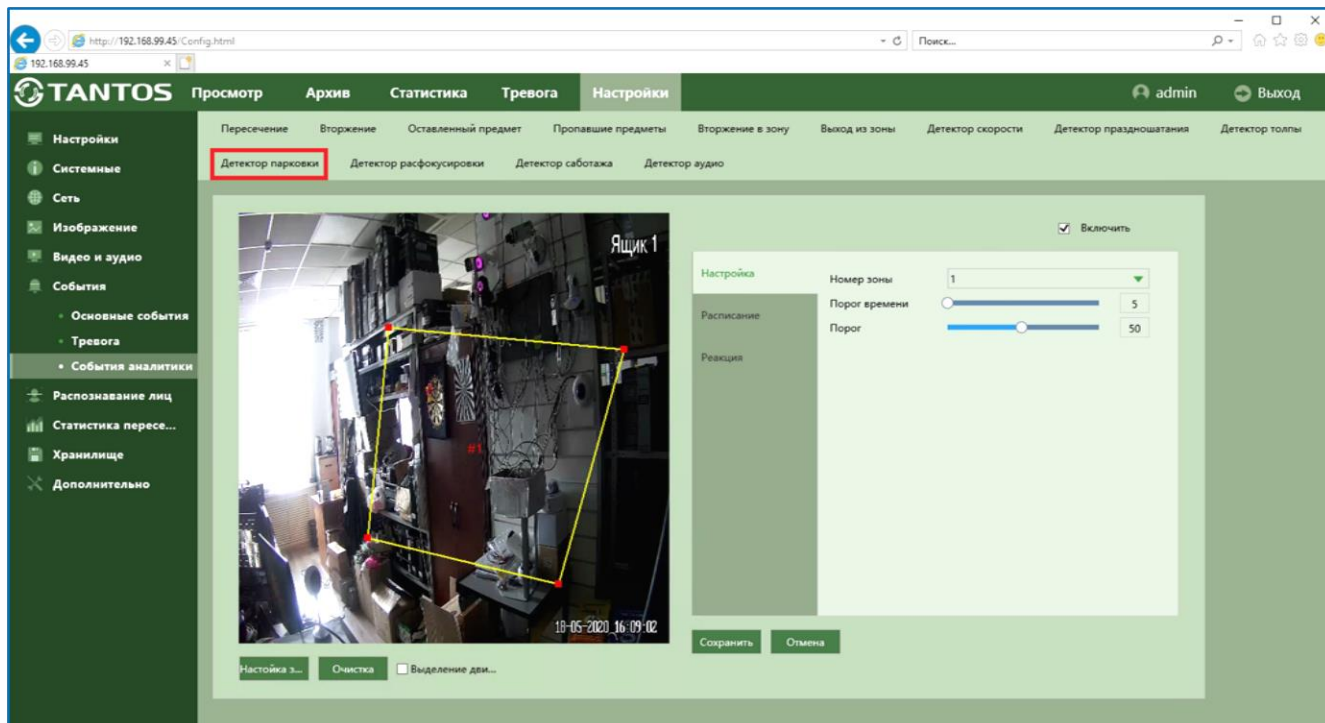 http://192.168.99.45/Config.html
Поиск...
192.168.99.45
TANTOS Просмотр Архив Статистика Тревога Настройки admin Выход
Настройки
Системные
Сеть
Изображение
Видео и аудио
События
Основные события
Тревога
События аналитики
Распознавание лиц
Статистика пересе...
Хранилище
Дополнительно
Пересечение Вторжение Оставленный предмет Пропавшие предметы Вторжение в зону Выход из зоны Детектор скорости Детектор праздношатания Детектор толпы
Детектор парковки Детектор расфокусировки Детектор саботажа Детектор аудио
Ящик 1
#1
18-05-2020 16:09:02
Настойка з... Очистка Выделение дви...
Включить
Настройка
Расписание
Реакция
Номер зоны 1
Порог времени 5
Порог 50
Сохранить Отмена